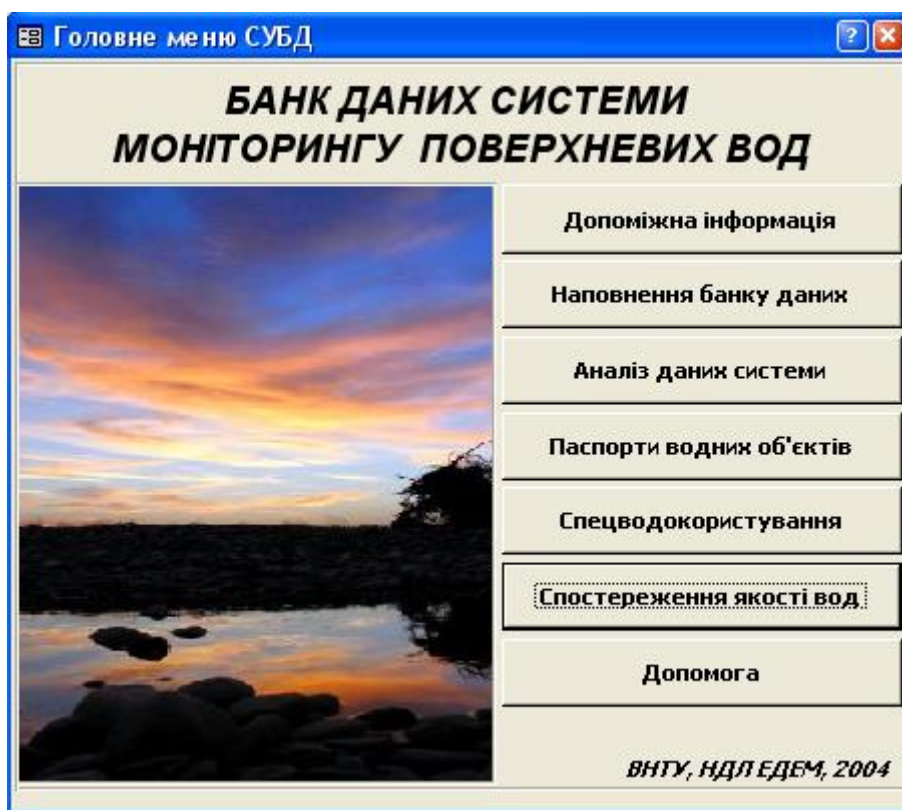 Головне меню СУБД
БАНК ДАНИХ СИСТЕМИ
МОНІТОРИНГУ ПОВЕРХНЕВИХ ВОД
Допоміжна інформація
Наповнення банку даних
Аналіз даних системи
Паспорти водних об'єктів
Спецводокористування
Спостереження якості вод
Допомога
ВНТУ, НДЛ ЕДЕМ, 2004